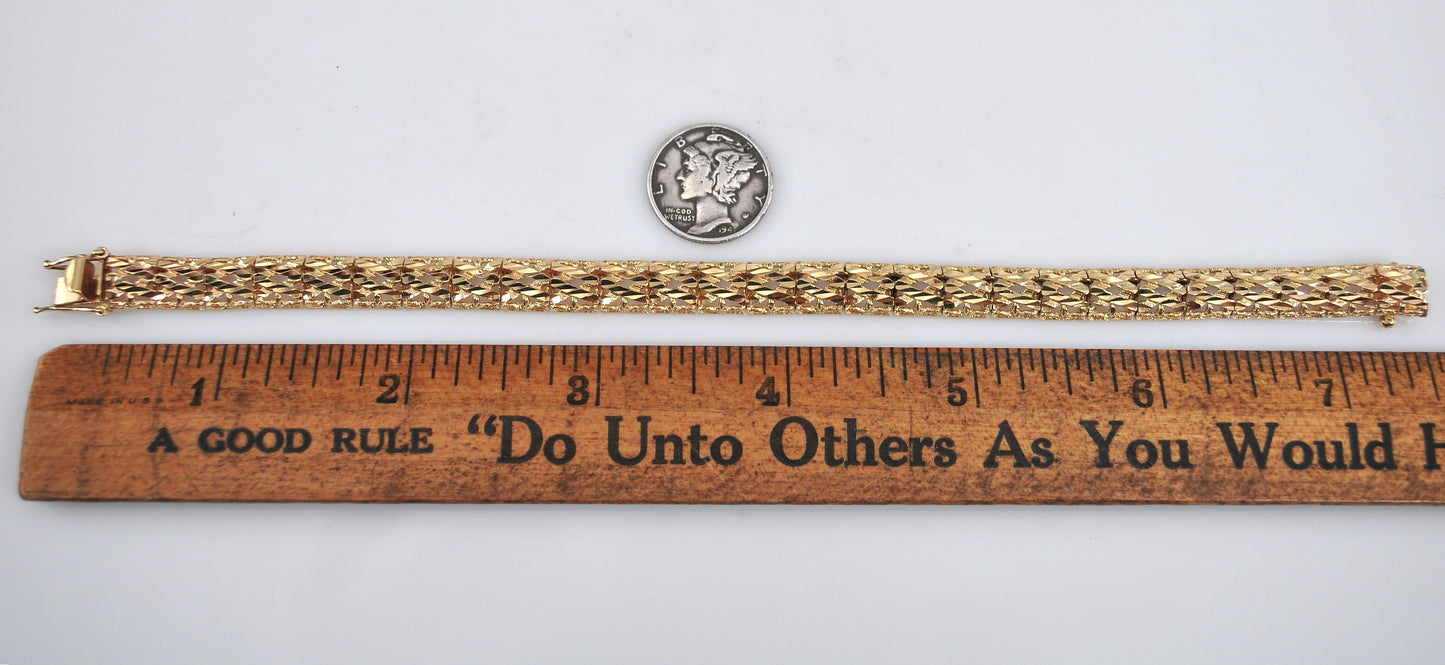 LIBERTY
IN·GOD
WE TRUST
194
1 2 3 4 5 6 7
MADE IN U.S.A.
A GOOD RULE "Do Unto Others As You Would H